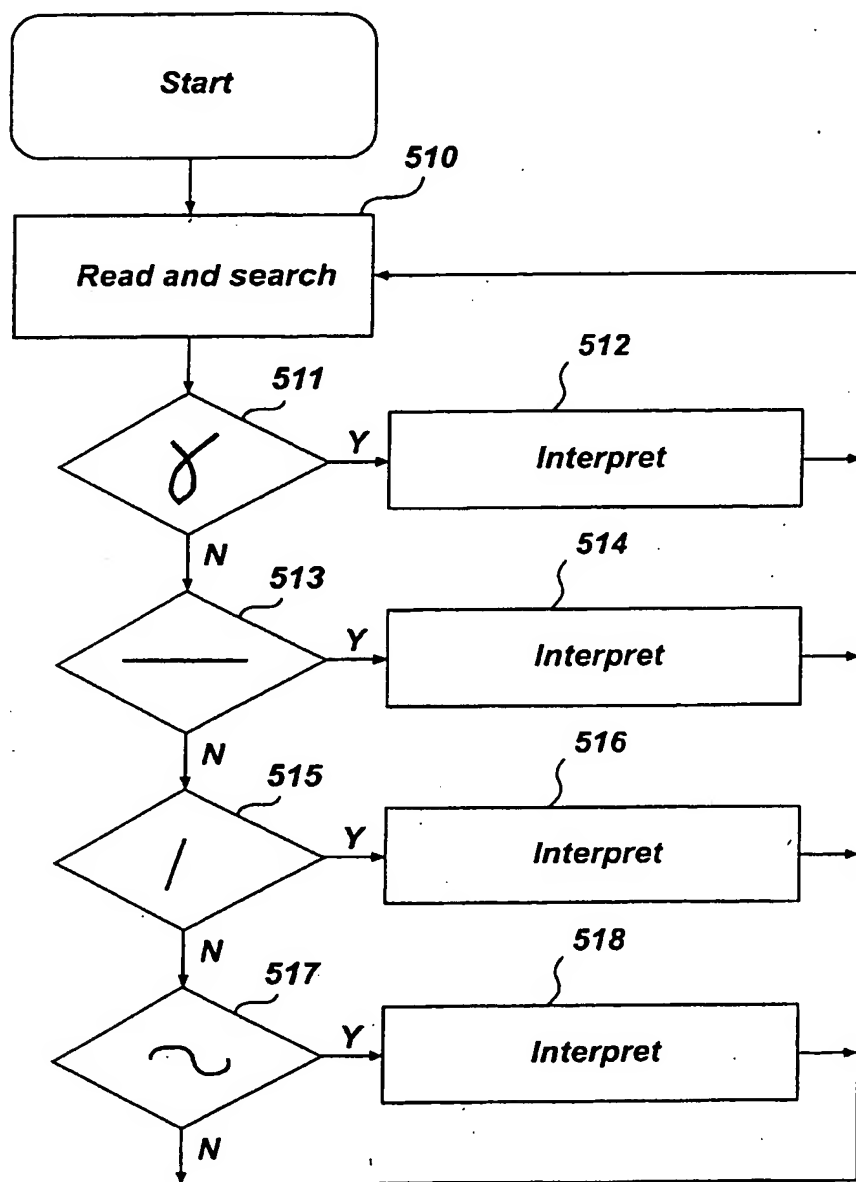 Start
510
Read and search
511
512
Y
Interpret
N
513
514
Y
Interpret
N
515
516
Y
Interpret
N
517
518
Y
Interpret
N